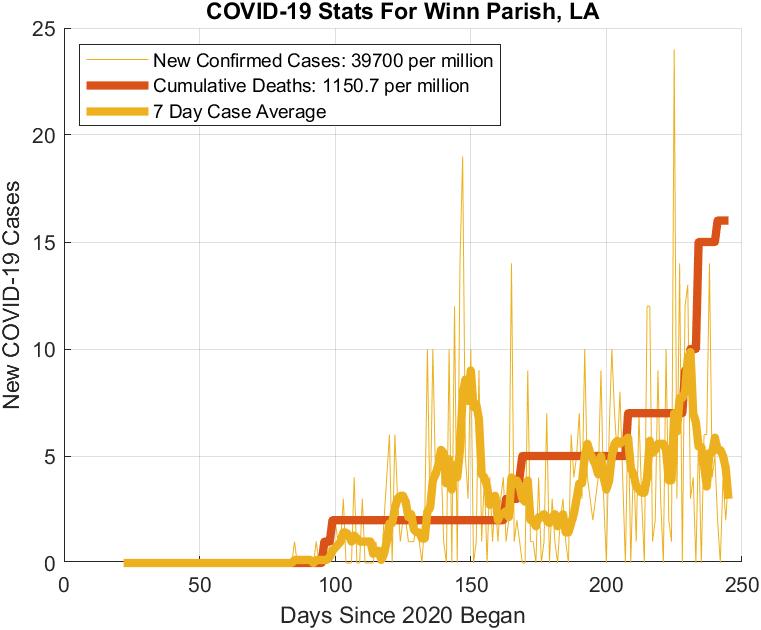 COVID-19 Stats For Winn Parish, LA
New Confirmed Cases: 39700 per million
Cumulative Deaths: 1150.7 per million
7 Day Case Average
New COVID-19 Cases
25
20
15
10
5
0
0 50 100 150 200 250
Days Since 2020 Began